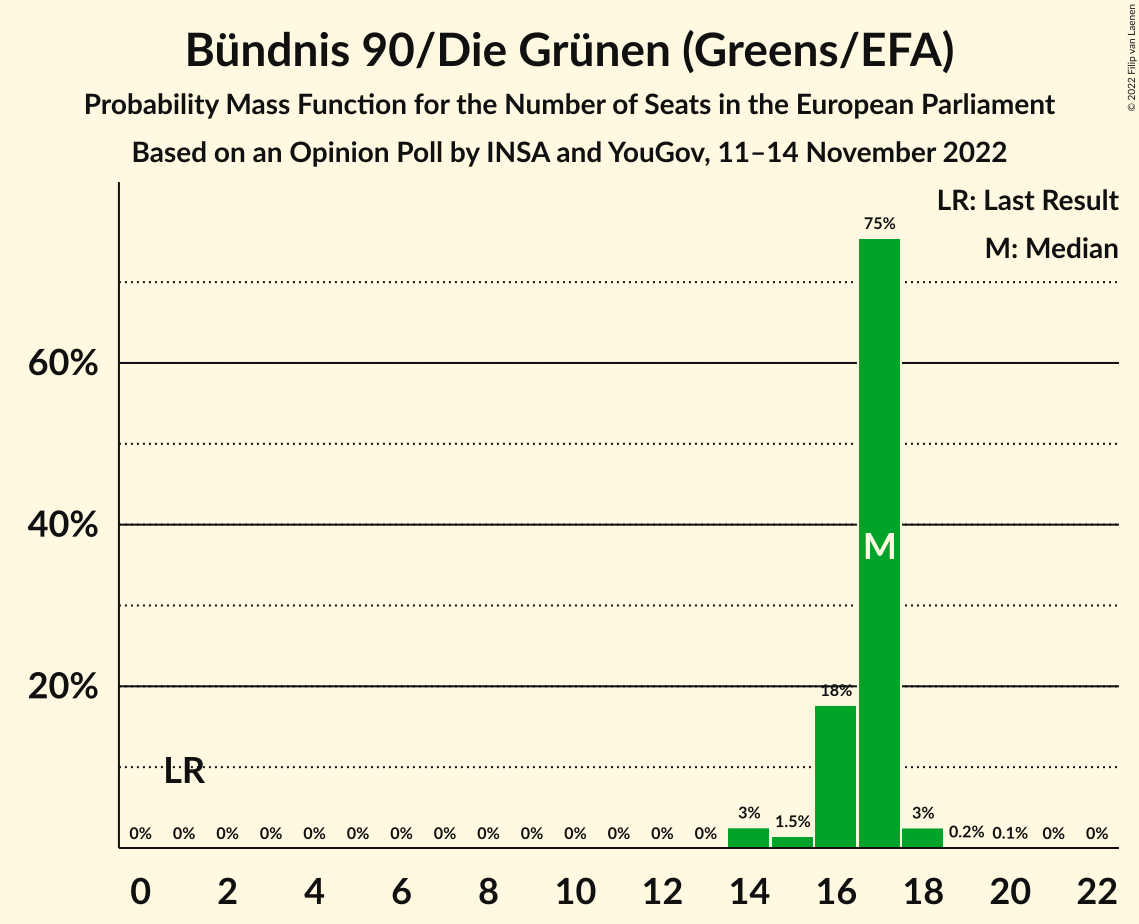 Bündnis 90/Die Grünen (Greens/EFA)
Probability Mass Function for the Number of Seats in the European Parliament
Based on an Opinion Poll by INSA and YouGov, 11–14 November 2022
© 2022 Filip van Laenen
LR: Last Result
M: Median
75%
60%
40%
M
20%
18%
LR
0% 0% 0% 0% 0% 0% 0% 0% 0% 0% 0% 0% 0% 0% 3% 1.5% 3% 0.2% 0.1% 0% 0%
0 2 4 6 8 10 12 14 16 18 20 22